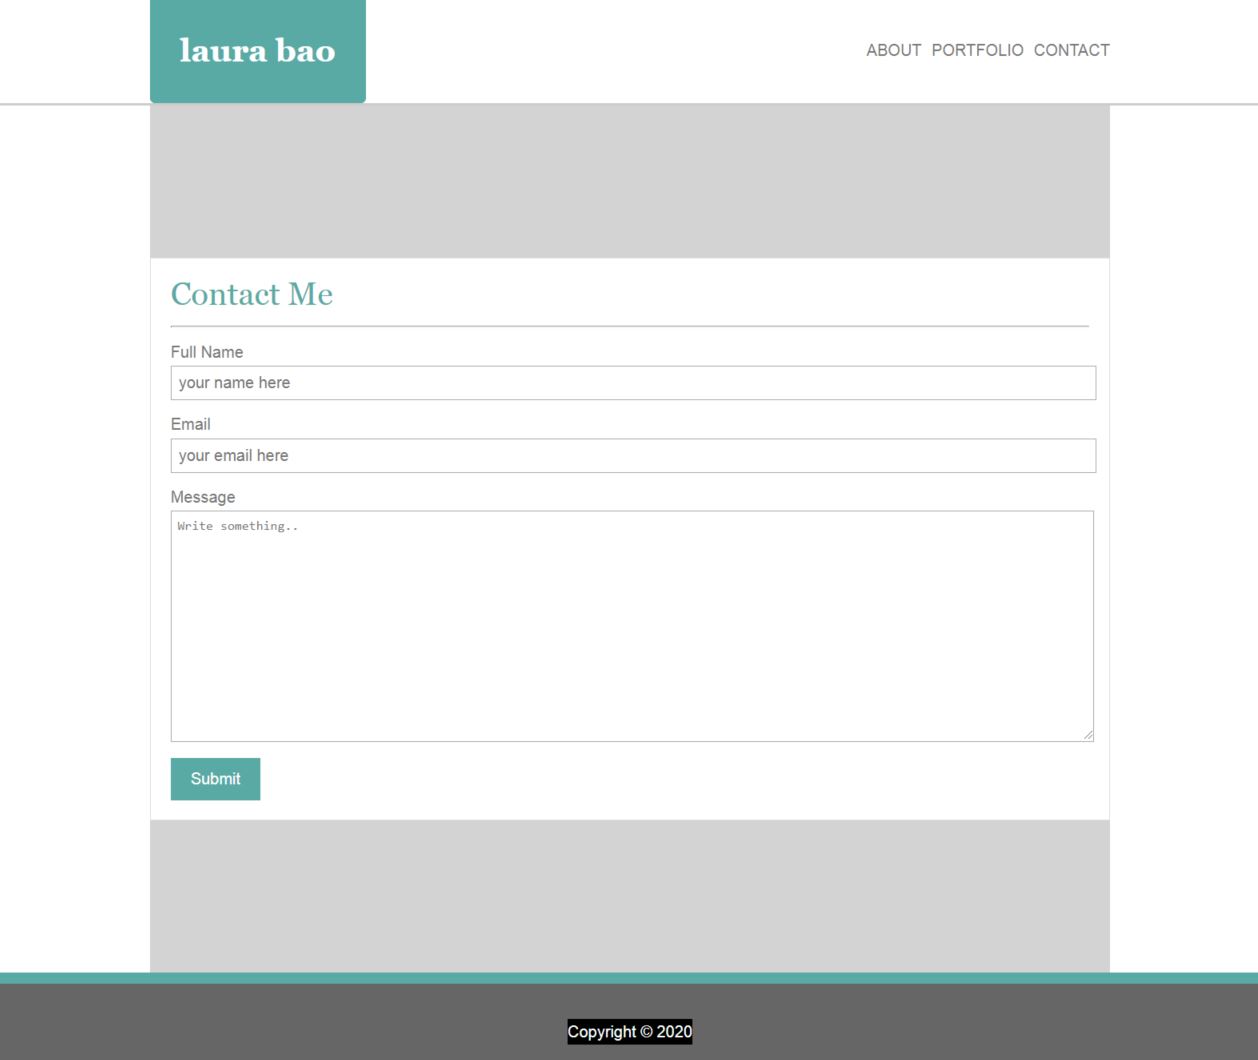 laura bao
ABOUT PORTFOLIO CONTACT
Contact Me
Full Name
your name here
Email
your email here
Message
Write something..
Submit
Copyright © 2020